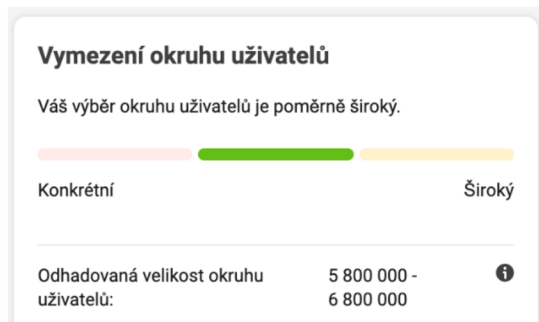 Vymezení okruhu uživatelů
Váš výběr okruhu uživatelů je poměrně široký.
Konkrétní Široký
Odhadovaná velikost okruhu 5 800 000 -
uživatelů: 6 800 000